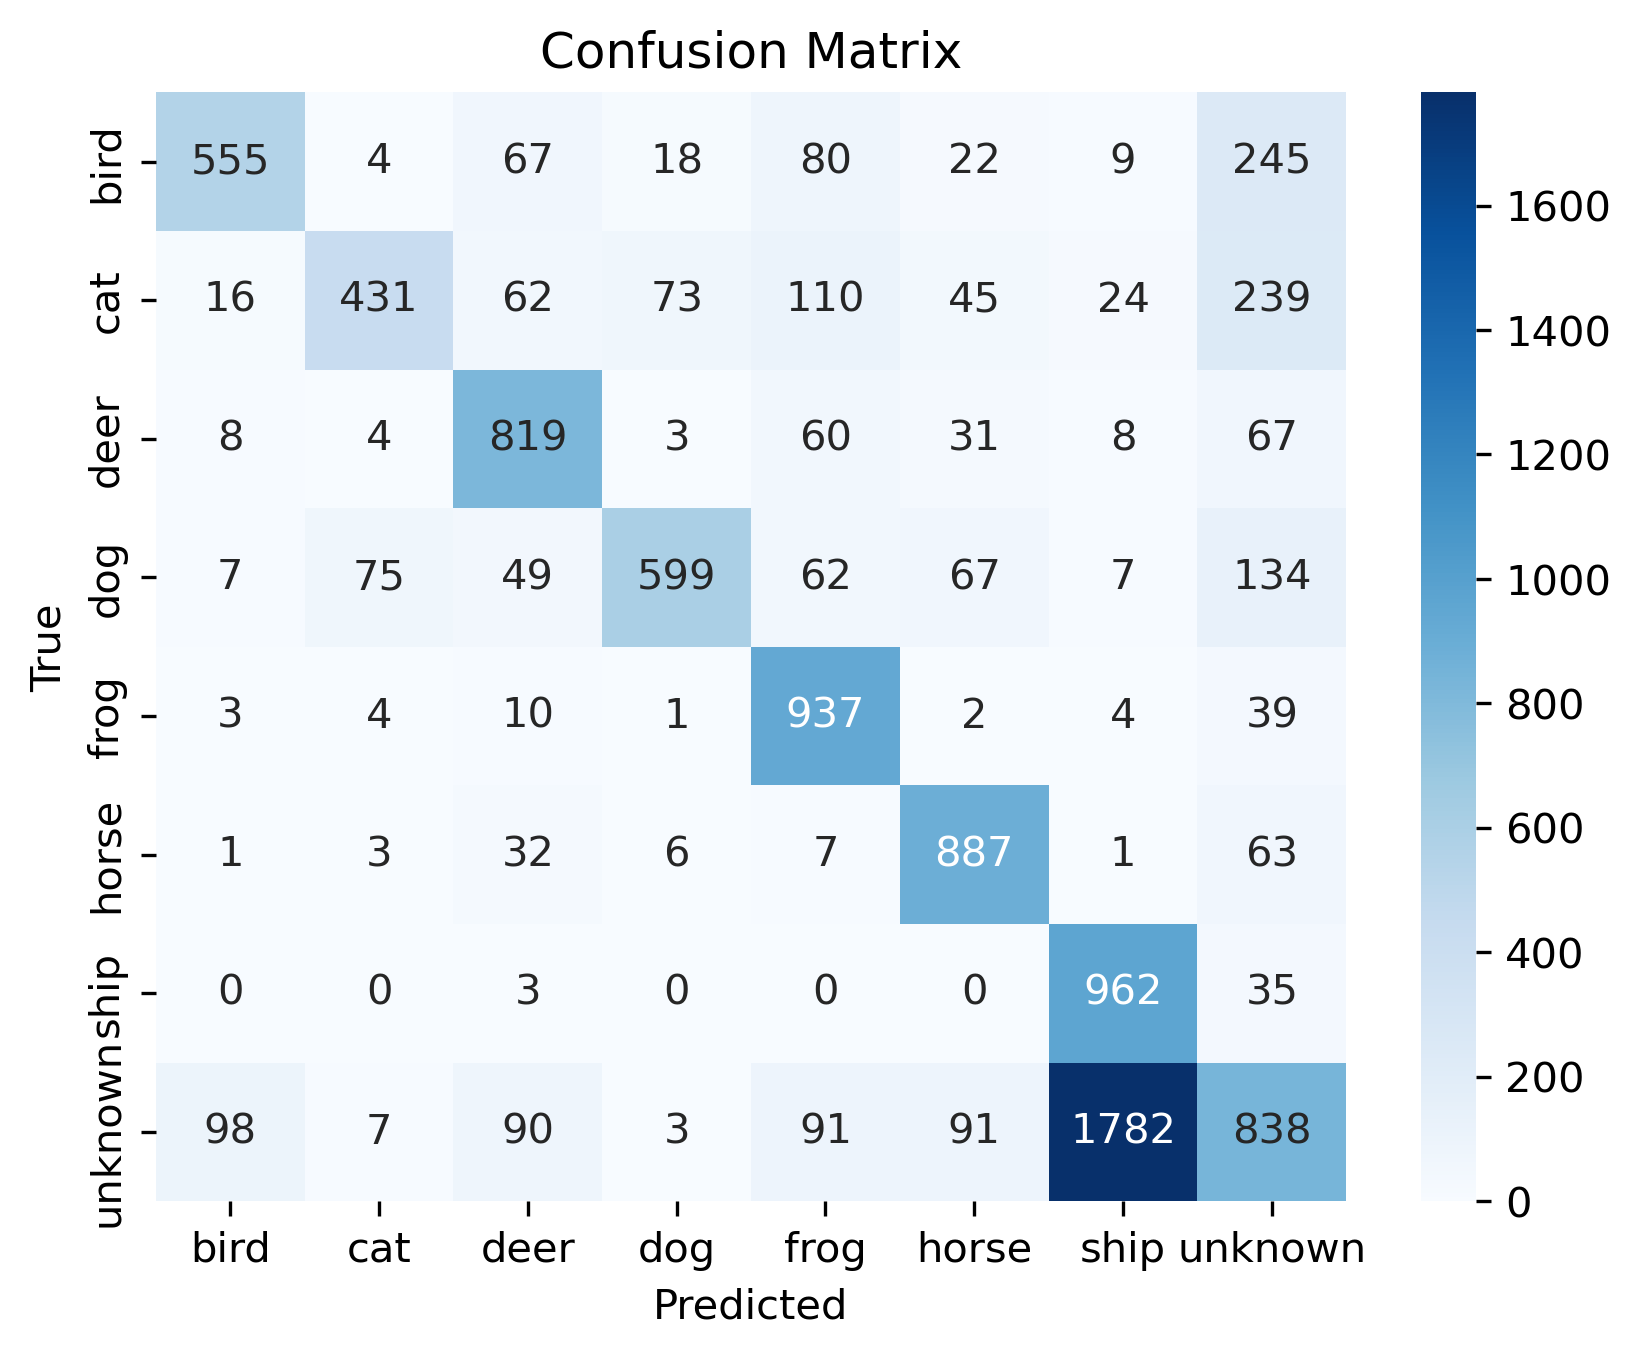 Confusion Matrix
bird 555 4 67 18 80 22 9 245
cat 16 431 62 73 110 45 24 239
deer 8 4 819 3 60 31 8 67
dog 7 75 49 599 62 67 7 134
frog 3 4 10 1 937 2 4 39
horse 1 3 32 6 7 887 1 63
ship 0 0 3 0 0 0 962 35
unknown 98 7 90 3 91 91 1782 838
True
bird cat deer dog frog horse ship unknown
Predicted
1600
1400
1200
1000
800
600
400
200
0